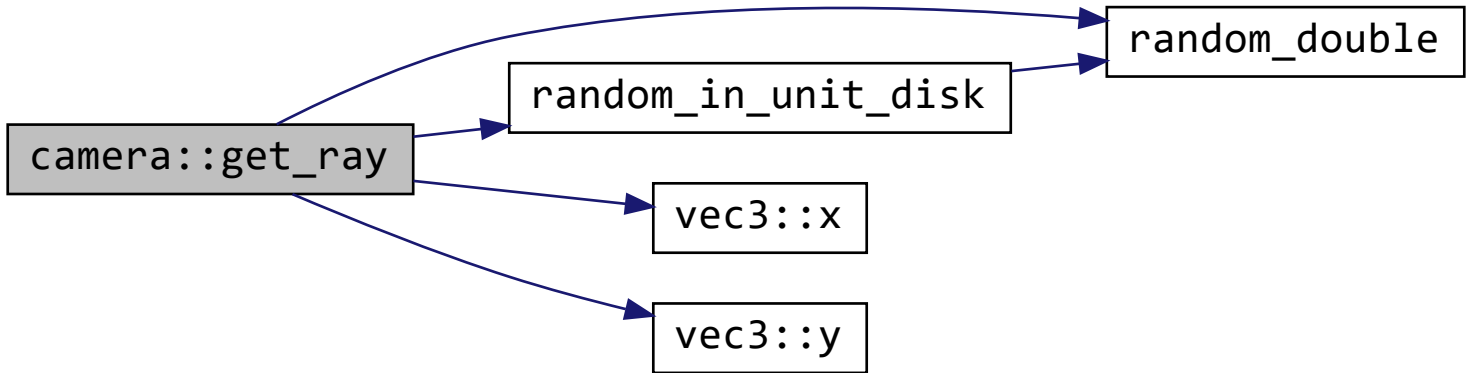 random_double
random_in_unit_disk
camera::get_ray
vec3::x
vec3::y